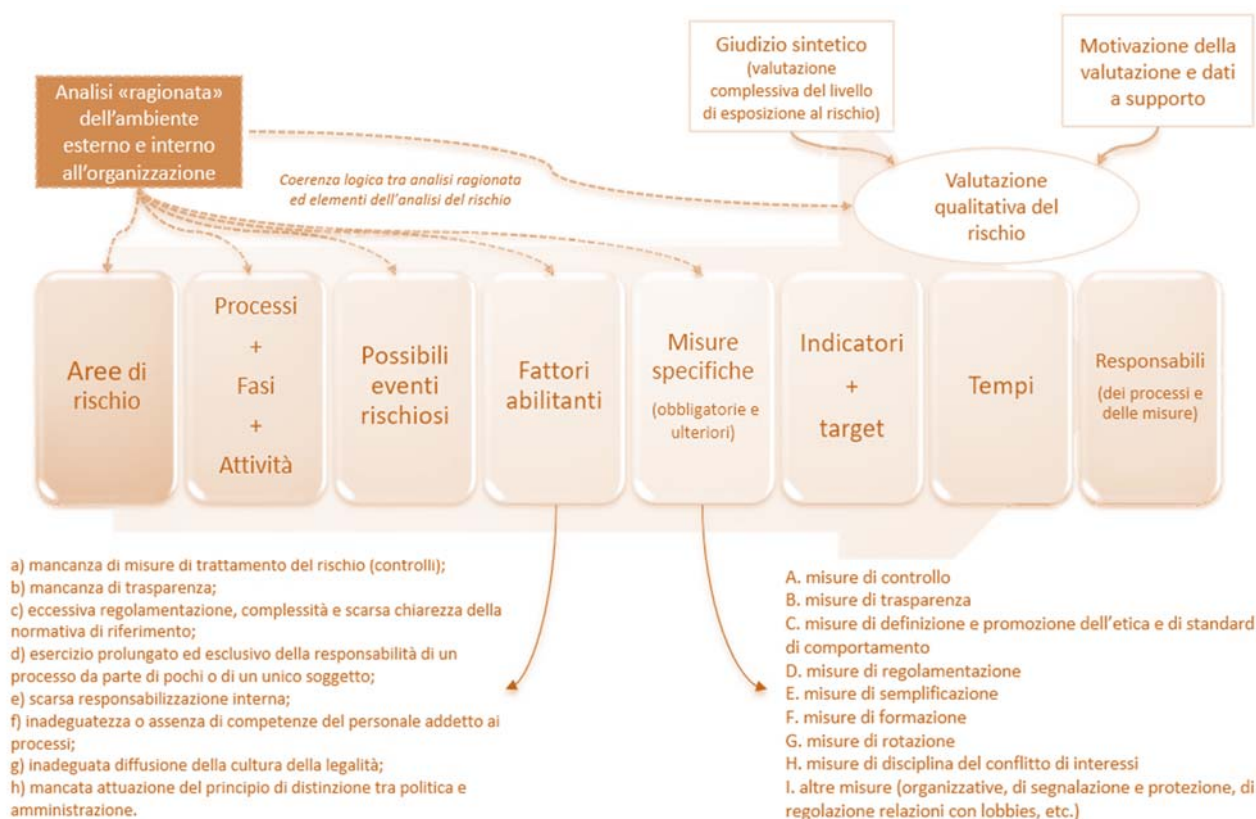 Analisi «ragionata»
dell’ambiente
esterno e interno
all’organizzazione
Giudizio sintetico
(valutazione
complessiva del livello
di esposizione al rischio)
Motivazione della
valutazione e dati
a supporto
Coerenza logica tra analisi ragionata
ed elementi dell’analisi del rischio
Valutazione
qualitativa del
rischio
Aree di
rischio
Processi
+
Fasi
+
Attività
Possibili
eventi
rischiosi
Fattori
abilitanti
Misure
specifiche
(obbligatorie e
ulteriori)
Indicatori
+
target
Tempi
Responsabili
(dei processi e
delle misure)
a) mancanza di misure di trattamento del rischio (controlli);
b) mancanza di trasparenza;
c) eccessiva regolamentazione, complessità e scarsa chiarezza della
normativa di riferimento;
d) esercizio prolungato ed esclusivo della responsabilità di un
processo da parte di pochi o di un unico soggetto;
e) scarsa responsabilizzazione interna;
f) inadeguatezza o assenza di competenze del personale addetto ai
processi;
g) inadeguata diffusione della cultura della legalità;
h) mancata attuazione del principio di distinzione tra politica e
amministrazione.
A. misure di controllo
B. misure di trasparenza
C. misure di definizione e promozione dell’etica e di standard
di comportamento
D. misure di regolamentazione
E. misure di semplificazione
F. misure di formazione
G. misure di rotazione
H. misure di disciplina del conflitto di interessi
I. altre misure (organizzative, di segnalazione e protezione, di
regolazione relazioni con lobbies, etc.)